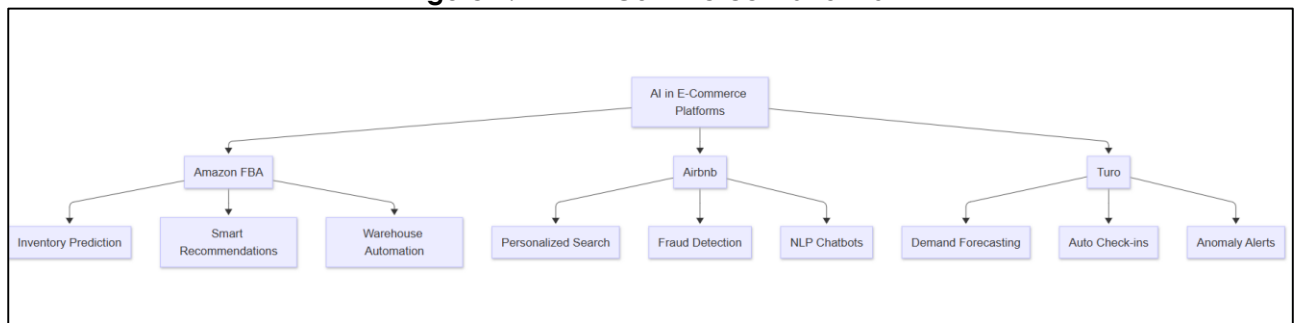 AI in E-Commerce
Platforms
Amazon FBA
Airbnb
Turo
Inventory Prediction
Smart
Recommendations
Warehouse
Automation
Personalized Search
Fraud Detection
NLP Chatbots
Demand Forecasting
Auto Check-ins
Anomaly Alerts